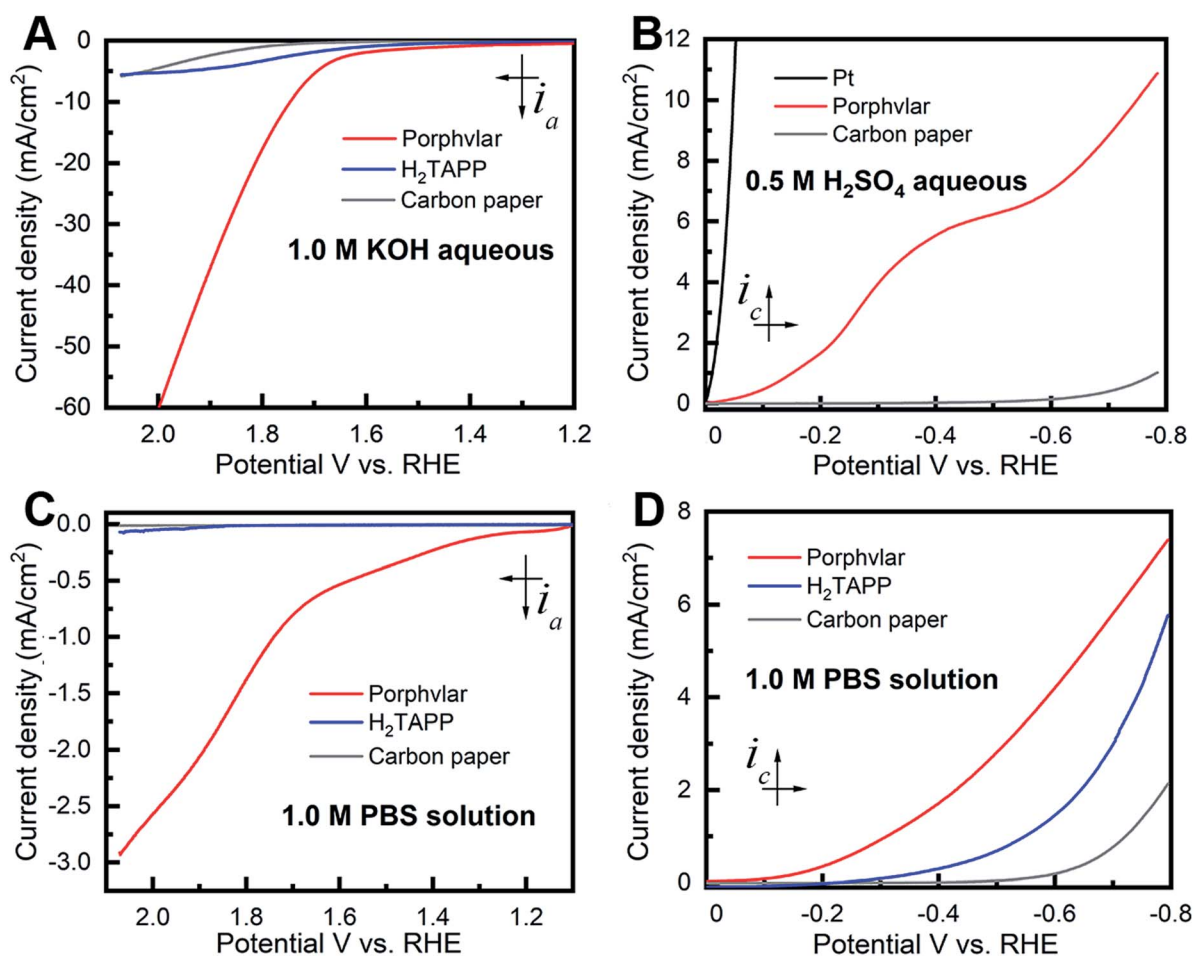 A
0
-10
-20
-30
-40
-50
-60
Current density (mA/cm²)
i_a
Porphvlar
H₂TAPP
Carbon paper
1.0 M KOH aqueous
2.0 1.8 1.6 1.4 1.2
Potential V vs. RHE
B
12
10
8
6
4
2
0
Current density (mA/cm²)
Pt
Porphvlar
Carbon paper
0.5 M H₂SO₄ aqueous
i_c
0 -0.2 -0.4 -0.6 -0.8
Potential V vs. RHE
C
0.0
-0.5
-1.0
-1.5
-2.0
-2.5
-3.0
Current density (mA/cm²)
i_a
Porphvlar
H₂TAPP
Carbon paper
1.0 M PBS solution
2.0 1.8 1.6 1.4 1.2
Potential V vs. RHE
D
8
6
4
2
0
Current density (mA/cm²)
Porphvlar
H₂TAPP
Carbon paper
1.0 M PBS solution
i_c
0 -0.2 -0.4 -0.6 -0.8
Potential V vs. RHE